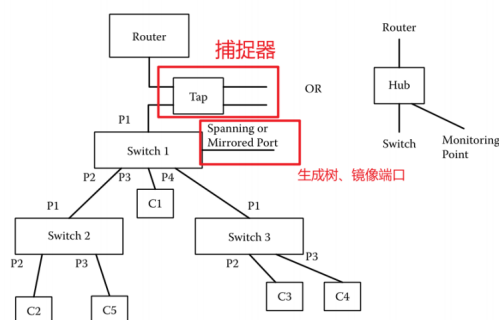 Router
捕捉器
Tap
OR
Router
Hub
Switch
Monitoring
Point
P1
Spanning or
Mirrored Port
Switch 1
生成树、镜像端口
P2
P3
P4
C1
P1
P1
Switch 2
Switch 3
P2
P3
P2
P3
C2
C5
C3
C4